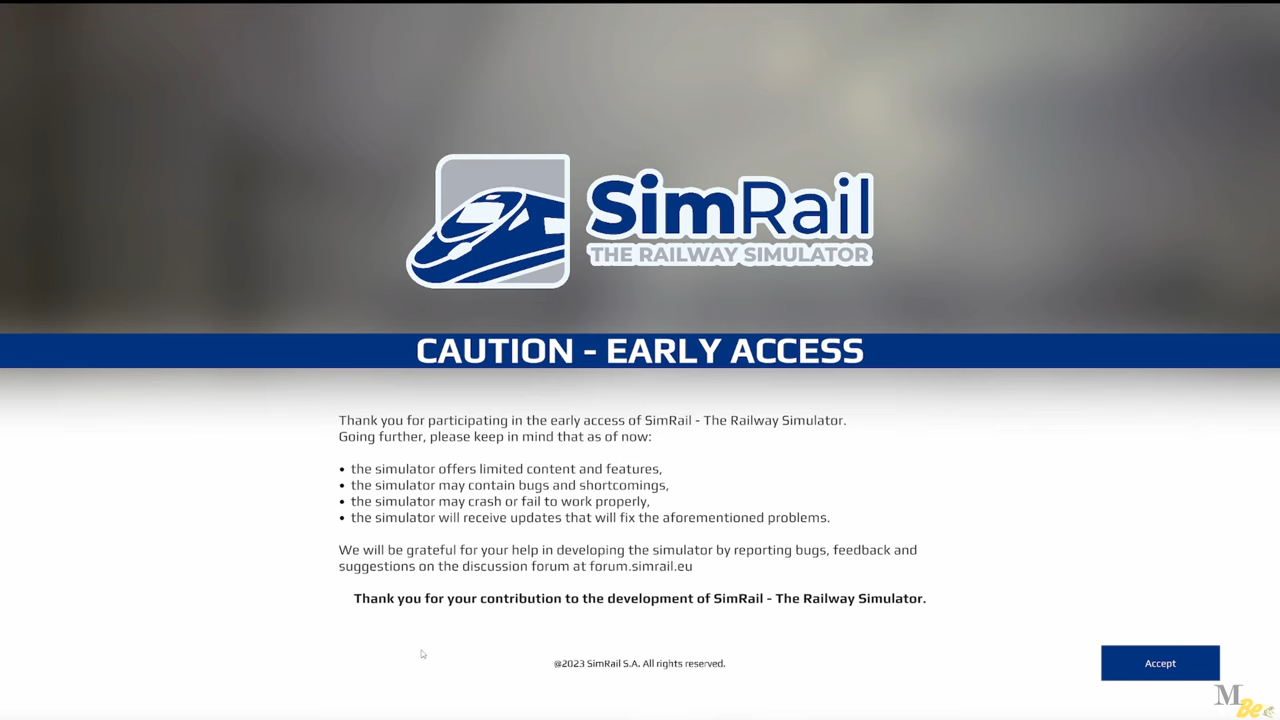 SimRail
THE RAILWAY SIMULATOR
CAUTION - EARLY ACCESS
Thank you for participating in the early access of SimRail - The Railway Simulator.
Going further, please keep in mind that as of now:
• the simulator offers limited content and features,
• the simulator may contain bugs and shortcomings,
• the simulator may crash or fail to work properly,
• the simulator will receive updates that will fix the aforementioned problems.
We will be grateful for your help in developing the simulator by reporting bugs, feedback and
suggestions on the discussion forum at forum.simrail.eu
Thank you for your contribution to the development of SimRail - The Railway Simulator.
@2023 SimRail S.A. All rights reserved.
Accept
M
Be